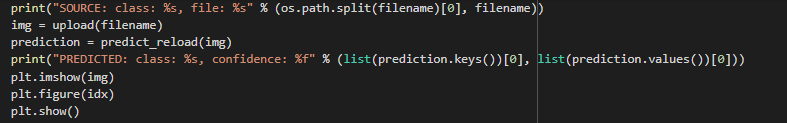 print("SOURCE: class: %s, file: %s" % (os.path.split(filename)[0], filename))
img = upload(filename)
prediction = predict_reload(img)
print("PREDICTED: class: %s, confidence: %f" % (list(prediction.keys())[0], list(prediction.values())[0]))
plt.imshow(img)
plt.figure(idx)
plt.show()